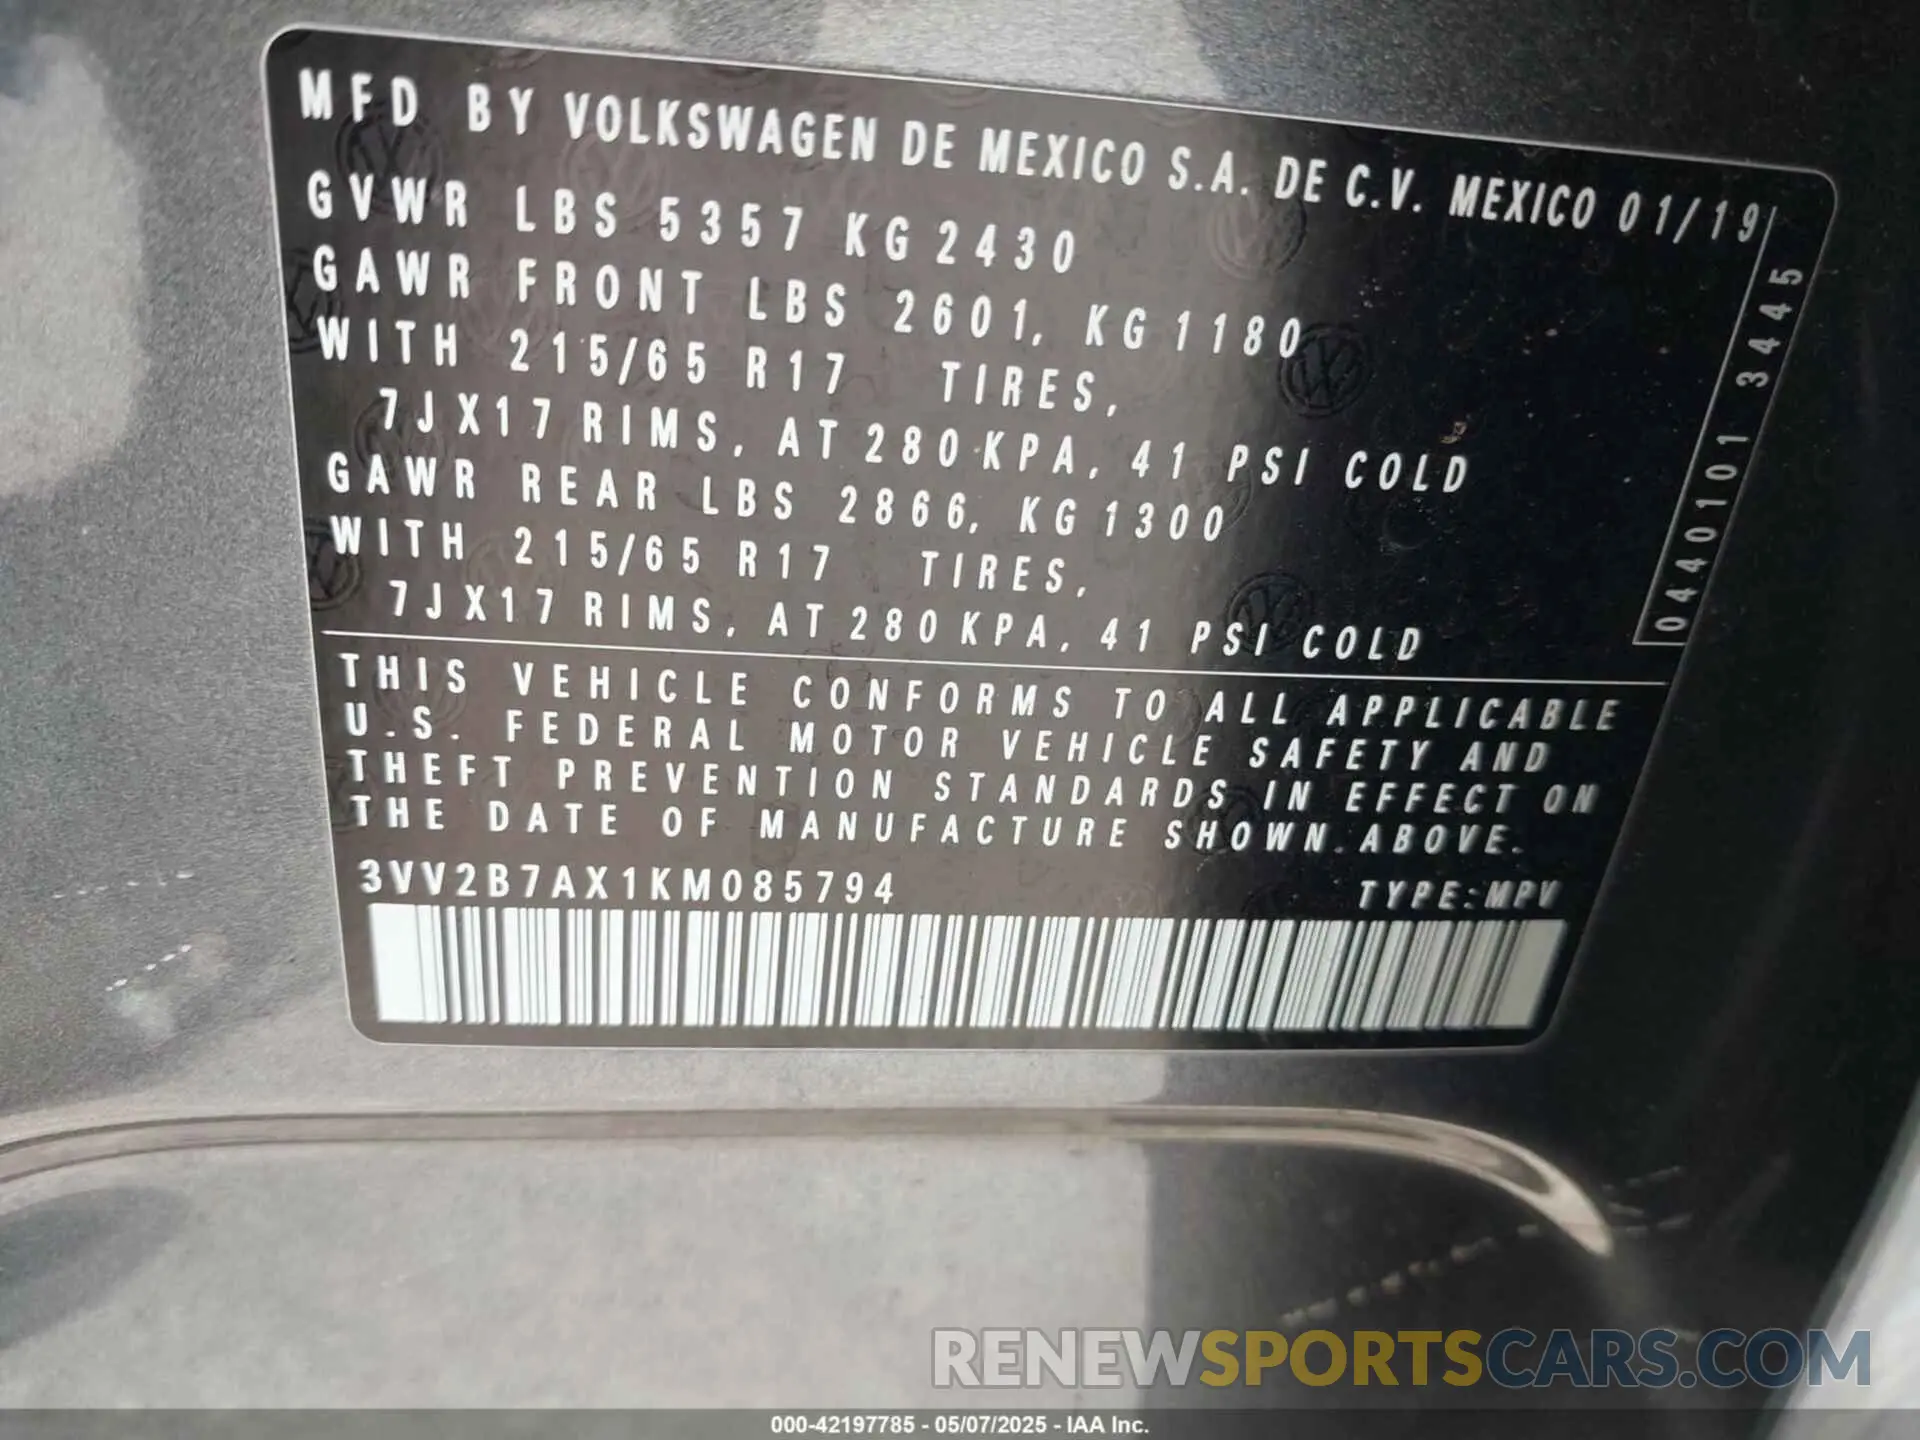 MFD BY VOLKSWAGEN DE MEXICO S.A. DE C.V. MEXICO 01/19
GVWR LBS 5357 KG 2430
GAWR FRONT LBS 2601, KG 1180
WITH 215/65 R17 TIRES,
7JX17 RIMS, AT 280 KPA, 41 PSI COLD
GAWR REAR LBS 2866, KG 1300
WITH 215/65 R17 TIRES,
7JX17 RIMS, AT 280 KPA, 41 PSI COLD
0440101 3445
THIS VEHICLE CONFORMS TO ALL APPLICABLE
U.S. FEDERAL MOTOR VEHICLE SAFETY AND
THEFT PREVENTION STANDARDS IN EFFECT ON
THE DATE OF MANUFACTURE SHOWN ABOVE.
3VV2B7AX1KM085794 TYPE:MPV
RENEWSPORTSCARS.COM
000-42197785 - 05/07/2025 - IAA Inc.